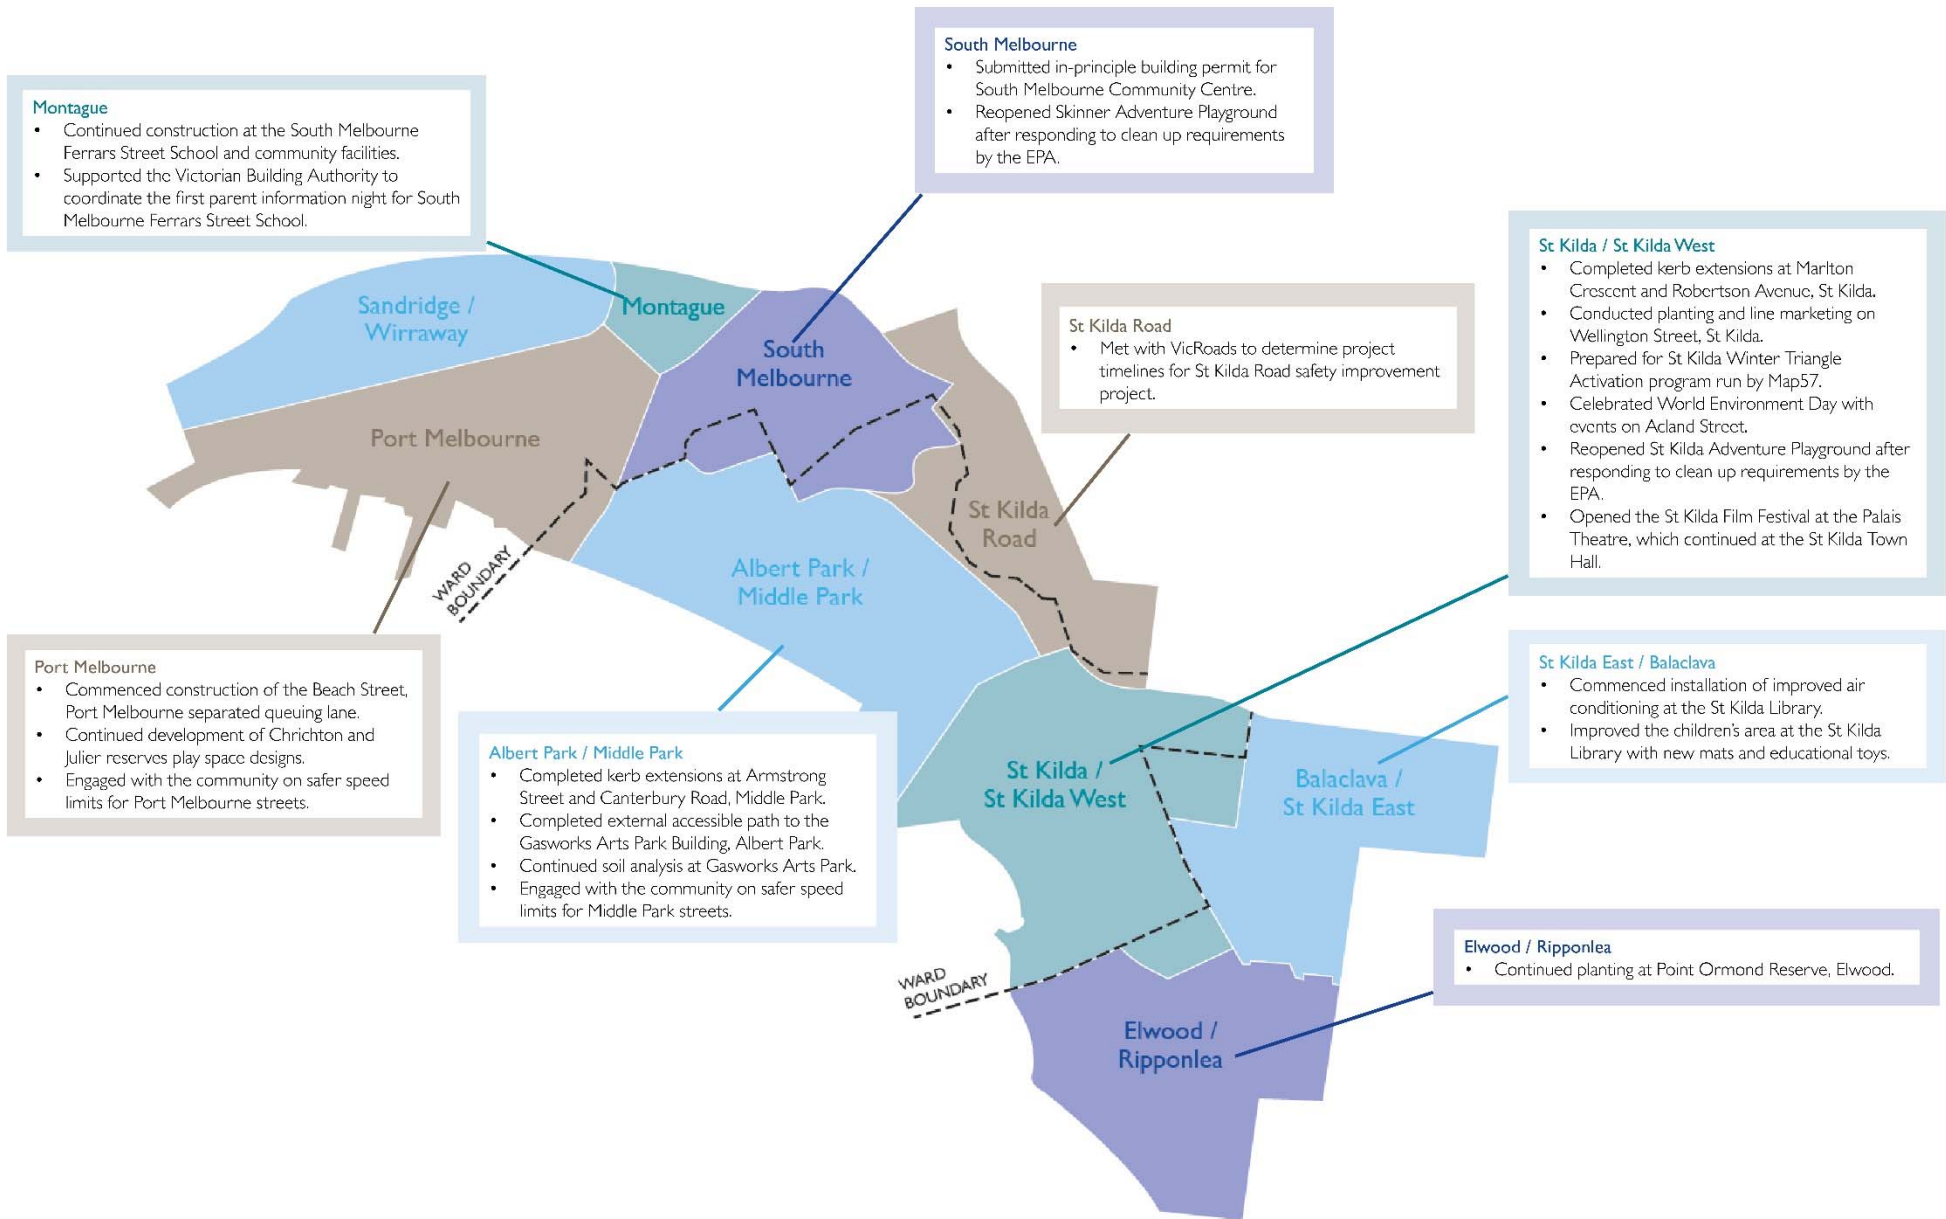 South Melbourne
• Submitted in-principle building permit for
South Melbourne Community Centre.
• Reopened Skinner Adventure Playground
after responding to clean up requirements
by the EPA.
Montague
• Continued construction at the South Melbourne
Ferrars Street School and community facilities.
• Supported the Victorian Building Authority to
coordinate the first parent information night for South
Melbourne Ferrars Street School.
St Kilda / St Kilda West
• Completed kerb extensions at Marlton
Crescent and Robertson Avenue, St Kilda.
• Conducted planting and line marketing on
Wellington Street, St Kilda.
• Prepared for St Kilda Winter Triangle
Activation program run by Map57.
• Celebrated World Environment Day with
events on Acland Street.
• Reopened St Kilda Adventure Playground after
responding to clean up requirements by the
EPA.
• Opened the St Kilda Film Festival at the Palais
Theatre, which continued at the St Kilda Town
Hall.
St Kilda Road
• Met with VicRoads to determine project
timelines for St Kilda Road safety improvement
project.
Sandridge /
Wirraway
Montague
South
Melbourne
Port Melbourne
St Kilda
Road
Albert Park /
Middle Park
WARD
BOUNDARY
Port Melbourne
• Commenced construction of the Beach Street,
Port Melbourne separated queuing lane.
• Continued development of Chrichton and
Julier reserves play space designs.
• Engaged with the community on safer speed
limits for Port Melbourne streets.
St Kilda East / Balaclava
• Commenced installation of improved air
conditioning at the St Kilda Library.
• Improved the children's area at the St Kilda
Library with new mats and educational toys.
Albert Park / Middle Park
• Completed kerb extensions at Armstrong
Street and Canterbury Road, Middle Park.
• Completed external accessible path to the
Gasworks Arts Park Building, Albert Park.
• Continued soil analysis at Gasworks Arts Park.
• Engaged with the community on safer speed
limits for Middle Park streets.
St Kilda /
St Kilda West
Balaclava /
St Kilda East
WARD
BOUNDARY
Elwood / Ripponlea
• Continued planting at Point Ormond Reserve, Elwood.
Elwood /
Ripponlea